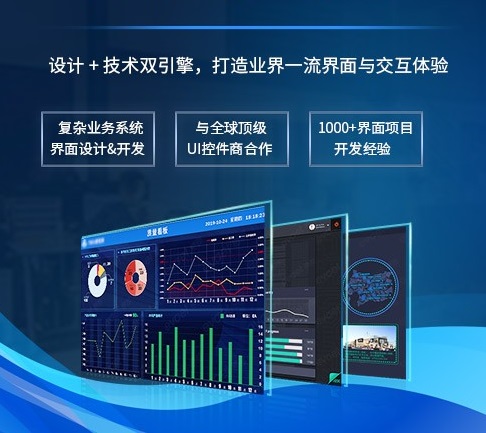 设计 + 技术双引擎，打造业界一流界面与交互体验
复杂业务系统
界面设计&开发
与全球顶级
UI控件商合作
1000+界面项目
开发经验
质量看板